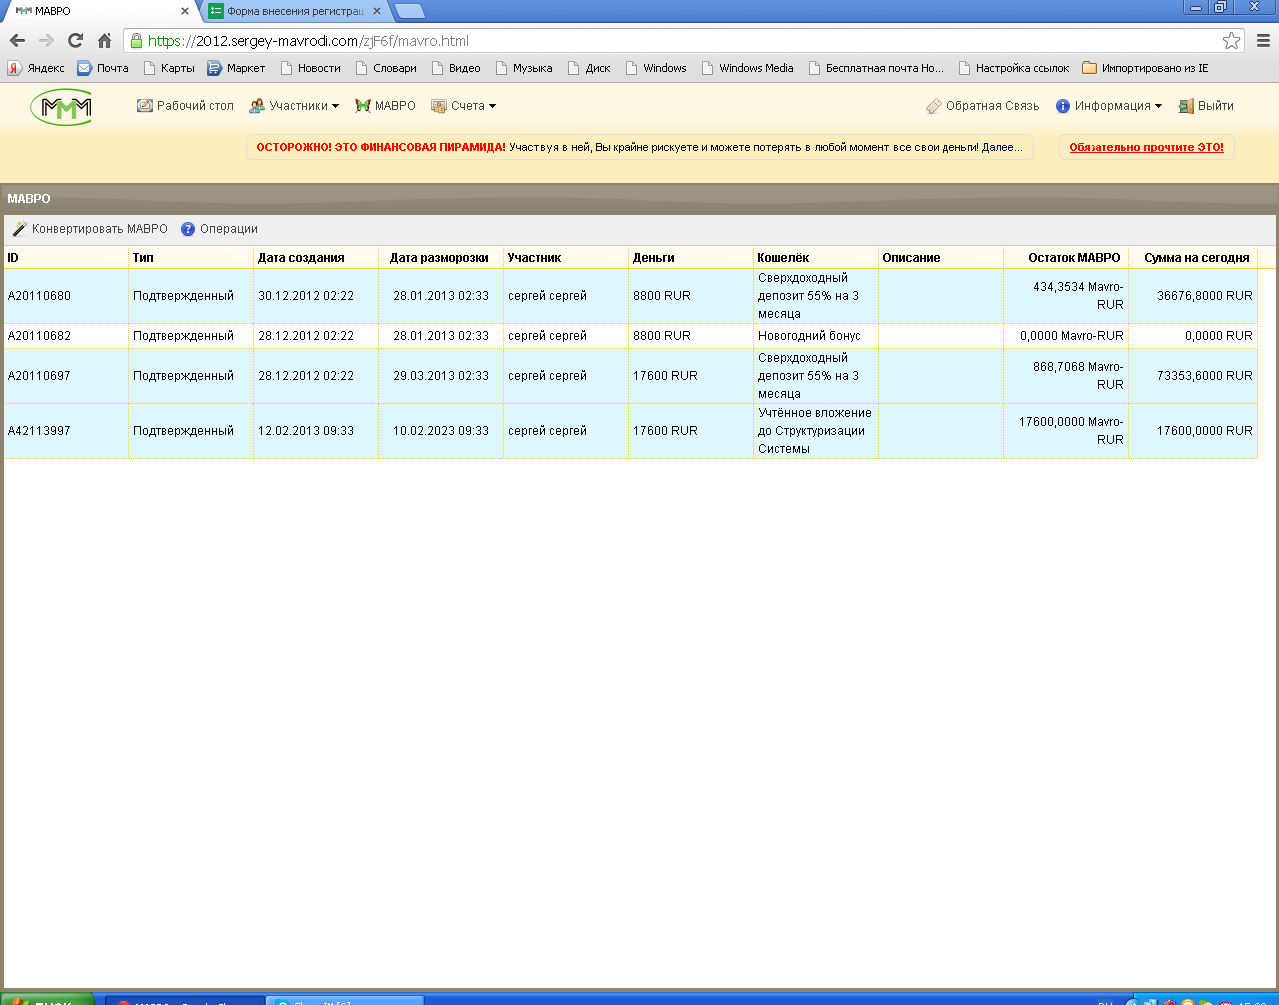 МАВРО
Форма внесения регистрац
https://2012.sergey-mavrodi.com/zjF6f/mavro.html
Яндекс Почта Карты Маркет Новости Словари Видео Музыка Диск Windows Windows Media Бесплатная почта Ho... Настройка ссылок Импортировано из IE
МММ Рабочий стол Участники МАВРО Счета Обратная Связь Информация Выйти
ОСТОРОЖНО! ЭТО ФИНАНСОВАЯ ПИРАМИДА! Участвуя в ней, Вы крайне рискуете и можете потерять в любой момент все свои деньги! Далее...
Обязательно прочтите ЭТО!
МАВРО
Конвертировать МАВРО Операции
ID Тип Дата создания Дата разморозки Участник Деньги Кошелёк Описание Остаток МАВРО Сумма на сегодня
A20110680 Подтвержденный 30.12.2012 02:22 28.01.2013 02:33 сергей сергей 8800 RUR
Сверхдоходный
депозит 55% на 3
месяца
434,3534 Mavro-
RUR
36676,8000 RUR
A20110682 Подтвержденный 28.12.2012 02:22 28.01.2013 02:33 сергей сергей 8800 RUR Новогодний бонус 0,0000 Mavro-RUR 0,0000 RUR
A20110697 Подтвержденный 28.12.2012 02:22 29.03.2013 02:33 сергей сергей 17600 RUR
Сверхдоходный
депозит 55% на 3
месяца
868,7068 Mavro-
RUR
73353,6000 RUR
A42113997 Подтвержденный 12.02.2013 09:33 10.02.2023 09:33 сергей сергей 17600 RUR
Учтённое вложение
до Структуризации
Системы
17600,0000 Mavro-
RUR
17600,0000 RUR